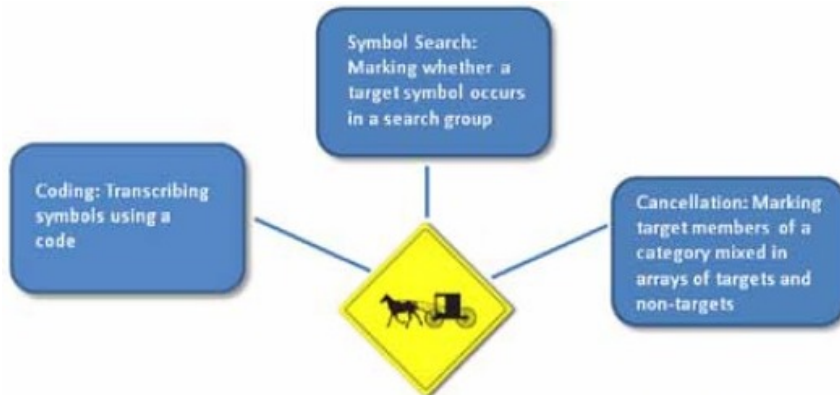 Symbol Search:
Marking whether a
target symbol occurs
in a search group
Coding: Transcribing
symbols using a
code
Cancellation: Marking
target members of a
category mixed in
arrays of targets and
non-targets